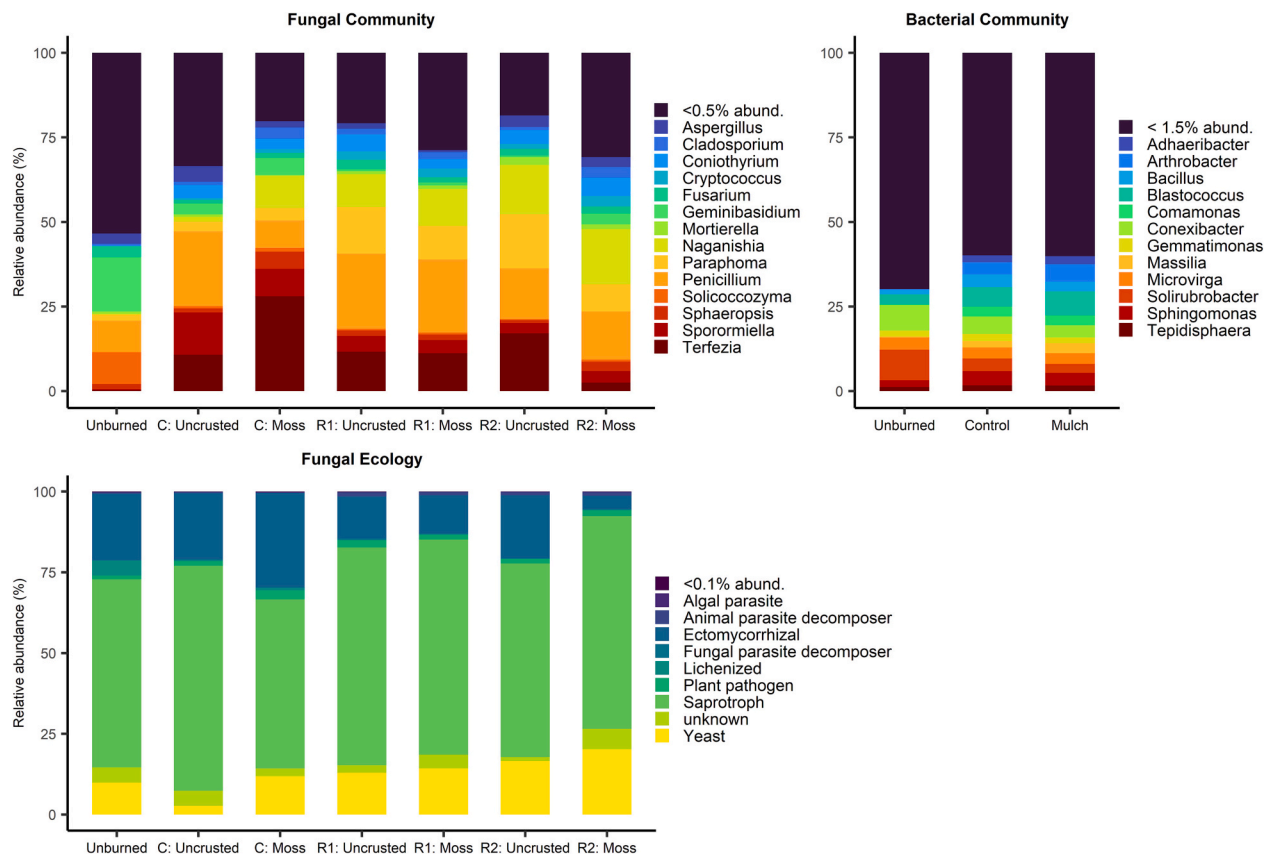 Fungal Community
Relative abundance (%)
100
75
50
25
0
Unburned
C: Uncrusted
C: Moss
R1: Uncrusted
R1: Moss
R2: Uncrusted
R2: Moss
<0.5% abund.
Aspergillus
Cladosporium
Coniothyrium
Cryptococcus
Fusarium
Geminibasidium
Mortierella
Naganishia
Paraphoma
Penicillium
Solicoccozyma
Sphaeropsis
Sporormiella
Terfezia
Bacterial Community
Relative abundance (%)
100
75
50
25
0
Unburned
Control
Mulch
< 1.5% abund.
Adhaeribacter
Arthrobacter
Bacillus
Blastococcus
Comamonas
Conexibacter
Gemmatimonas
Massilia
Microvirga
Solirubrobacter
Sphingomonas
Tepidisphaera
Fungal Ecology
Relative abundance (%)
100
75
50
25
0
Unburned
C: Uncrusted
C: Moss
R1: Uncrusted
R1: Moss
R2: Uncrusted
R2: Moss
<0.1% abund.
Algal parasite
Animal parasite decomposer
Ectomycorrhizal
Fungal parasite decomposer
Lichenized
Plant pathogen
Saprotroph
unknown
Yeast